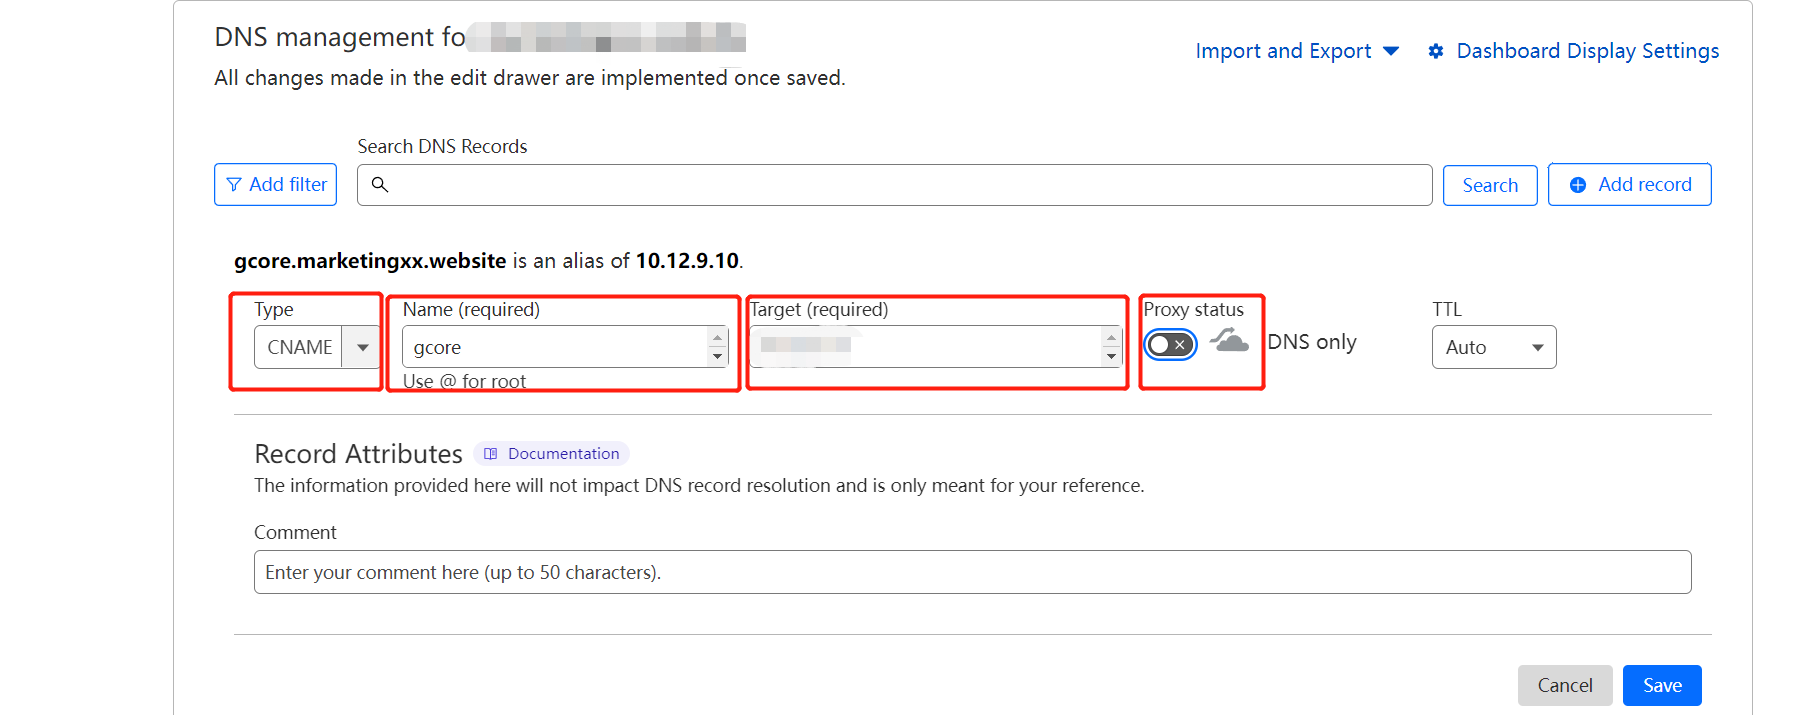 DNS management fo
Import and Export
Dashboard Display Settings
All changes made in the edit drawer are implemented once saved.
Search DNS Records
Add filter
Search
Add record
gcore.marketingxx.website is an alias of 10.12.9.10.
Type
Name (required)
Target (required)
Proxy status
TTL
CNAME
gcore
DNS only
Auto
Use @ for root
Record Attributes
Documentation
The information provided here will not impact DNS record resolution and is only meant for your reference.
Comment
Enter your comment here (up to 50 characters).
Cancel
Save